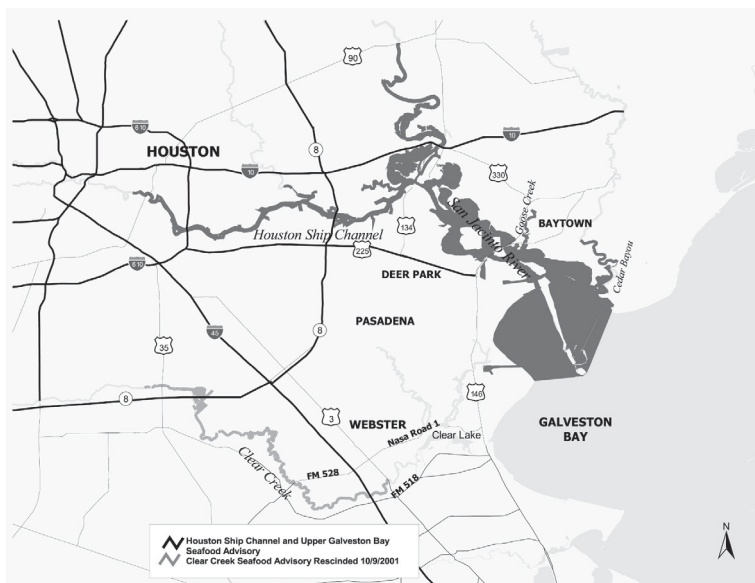 90
610
HOUSTON
8
10
10
330
San Jacinto River
Goose Creek
BAYTOWN
Houston Ship Channel
134
225
Cedar Bayou
610
DEER PARK
PASADENA
45
8
35
146
8
3
WEBSTER
Nasa Road 1
Clear Lake
GALVESTON
BAY
Clear Creek
FM 528
FM 518
N
Houston Ship Channel and Upper Galveston Bay
Seafood Advisory
Clear Creek Seafood Advisory Rescinded 10/9/2001